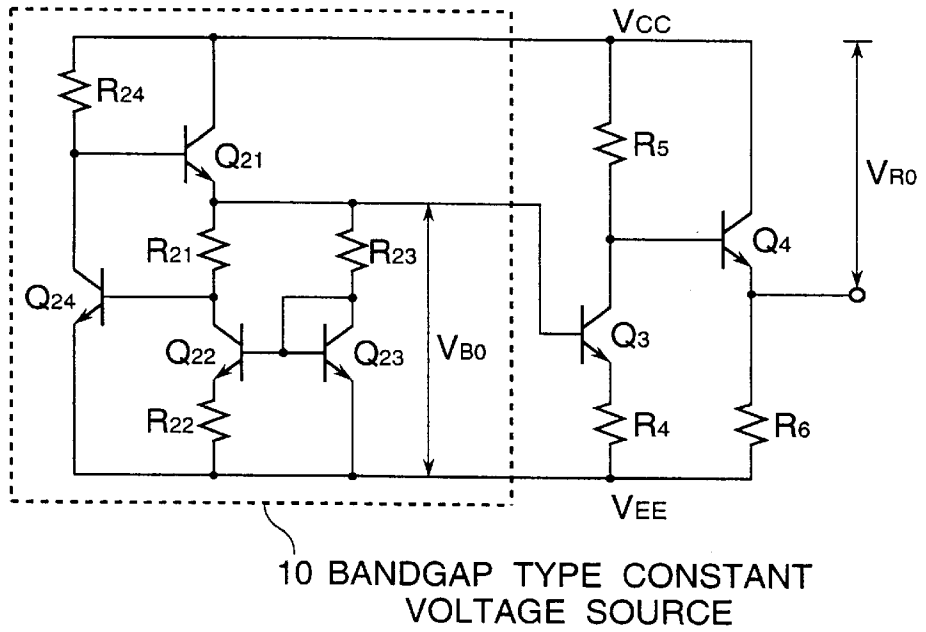 VCC
R24
Q21
R5
VR0
R21
R23
Q4
Q24
Q22
Q23
VB0
Q3
R22
R4
R6
VEE
10 BANDGAP TYPE CONSTANT
VOLTAGE SOURCE